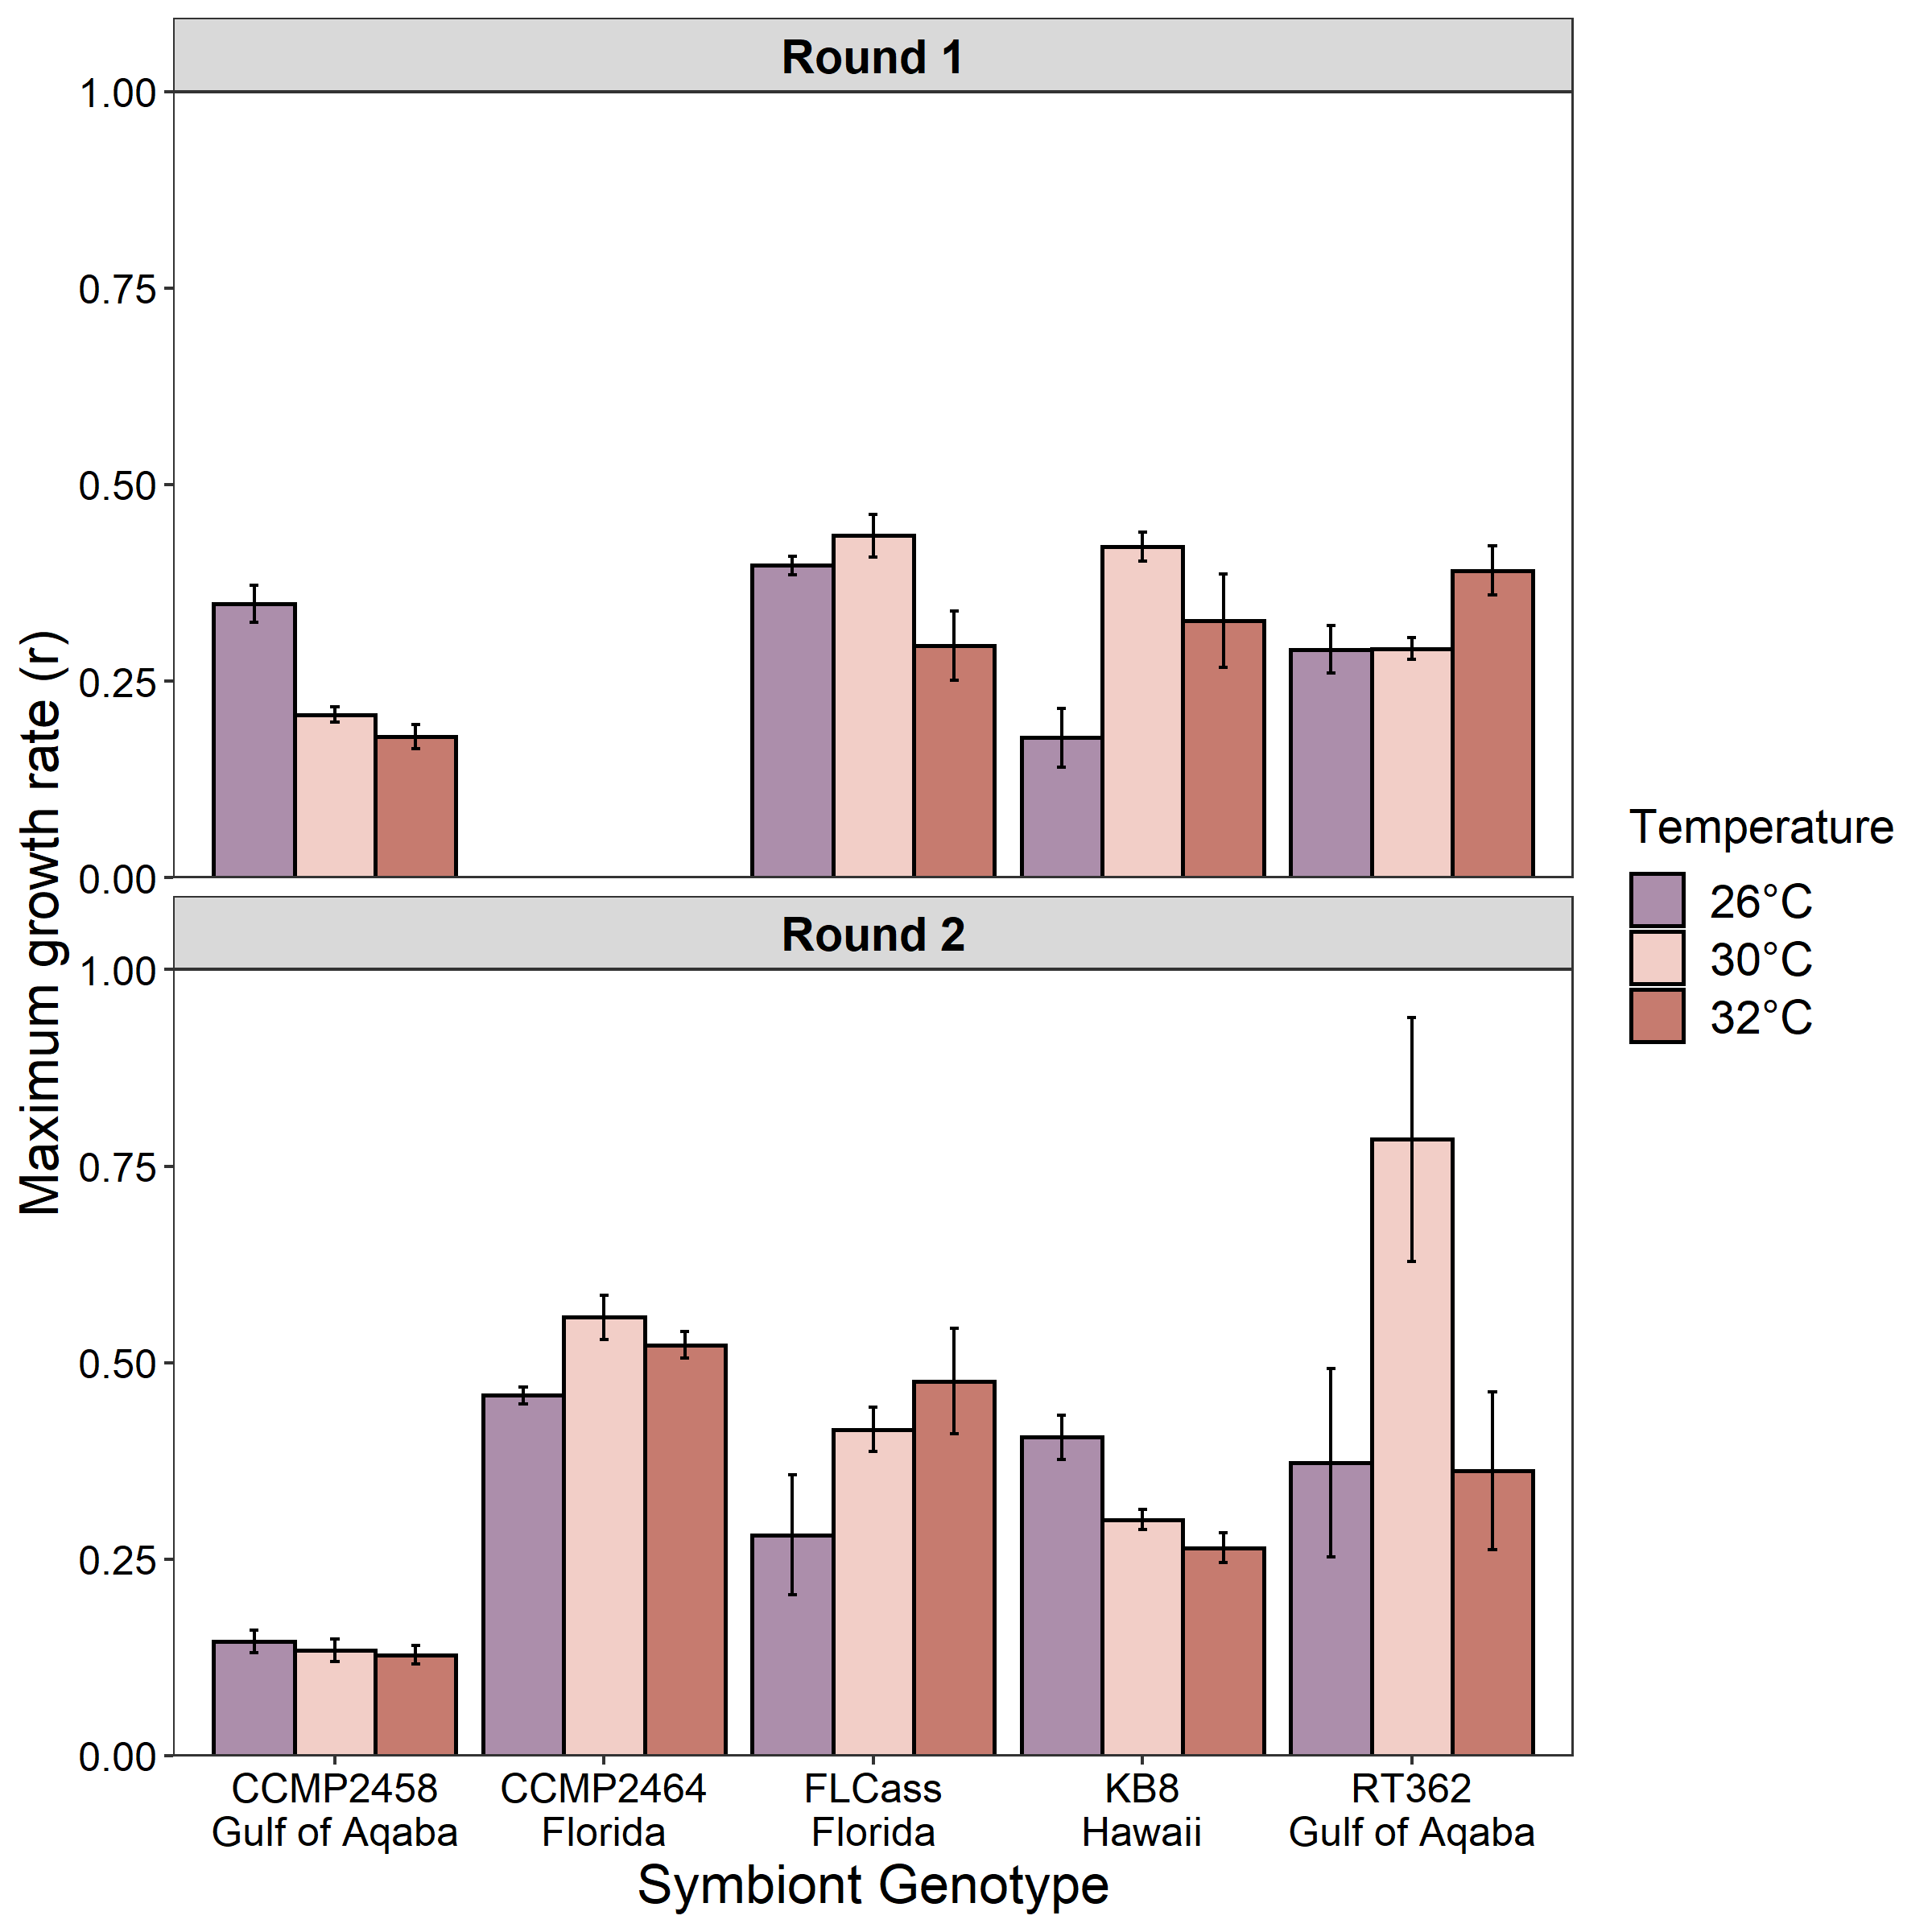 Round 1
1.00
0.75
0.50
0.25
0.00
Round 2
1.00
0.75
0.50
0.25
0.00
Maximum growth rate (r)
CCMP2458 CCMP2464 FLCass KB8 RT362
Gulf of Aqaba Florida Florida Hawaii Gulf of Aqaba
Symbiont Genotype
Temperature
26°C
30°C
32°C